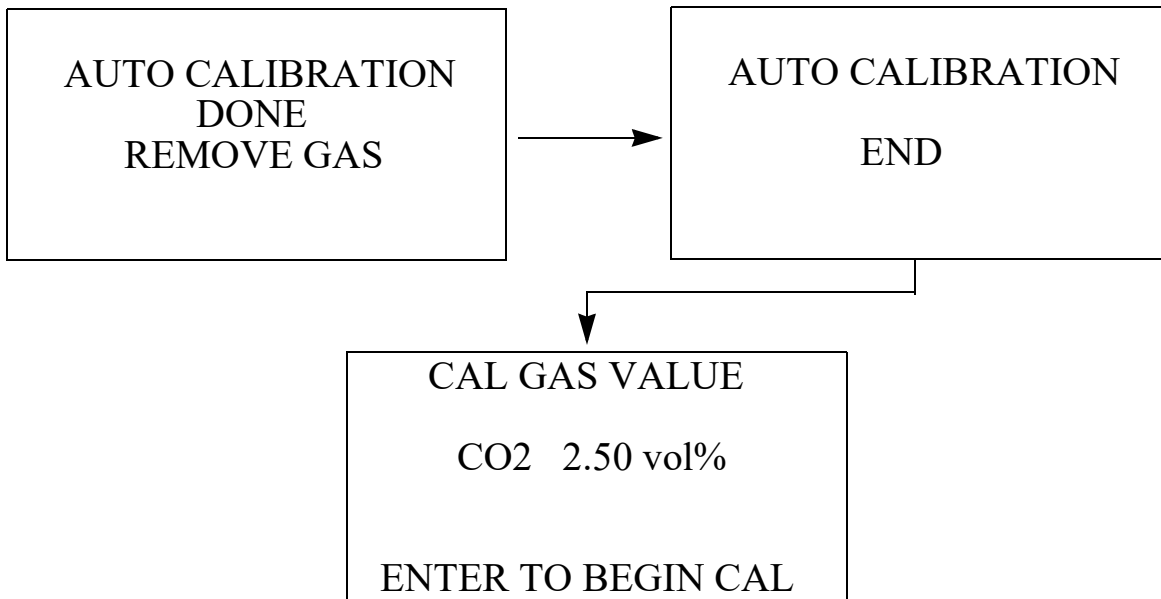 AUTO CALIBRATION
DONE
REMOVE GAS
AUTO CALIBRATION
END
CAL GAS VALUE
CO2 2.50 vol%
ENTER TO BEGIN CAL